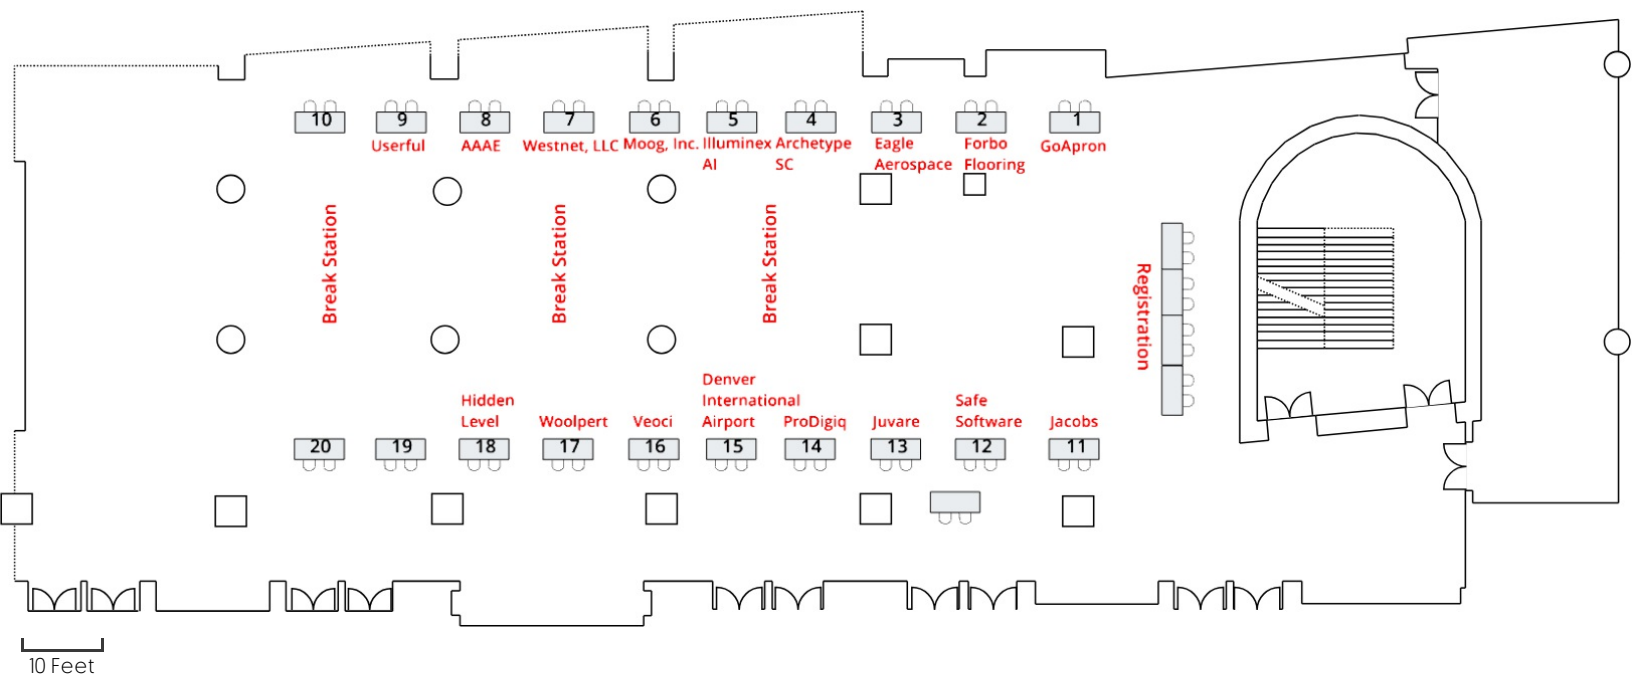 10
9
8
7
6
5
4
3
2
1
Userful
AAAE
Westnet, LLC
Moog, Inc.
Illuminex
AI
Archetype
SC
Eagle
Aerospace
Forbo
Flooring
GoApron
Break Station
Break Station
Break Station
Registration
Hidden
Level
Woolpert
Veoci
Denver
International
Airport
ProDigiq
Juvare
Safe
Software
Jacobs
20
19
18
17
16
15
14
13
12
11
10 Feet